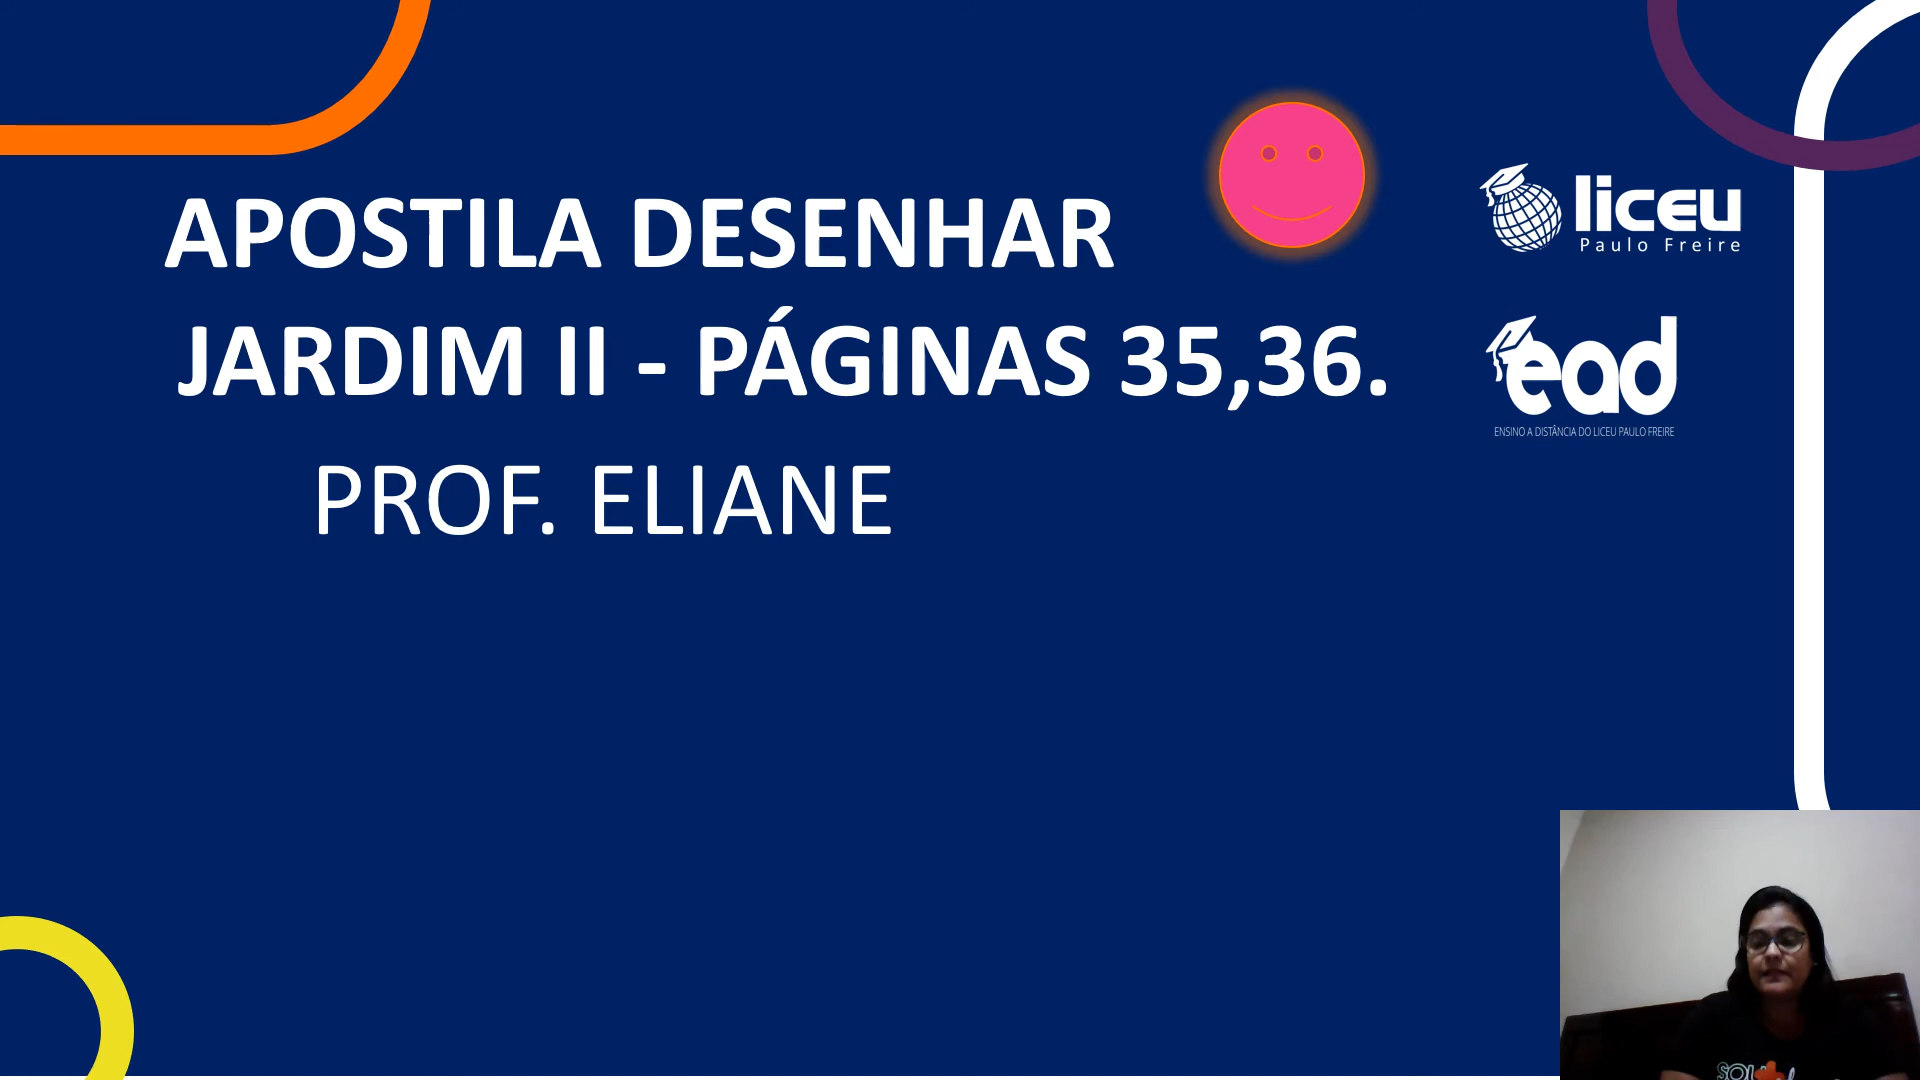 APOSTILA DESENHAR
JARDIM II - PÁGINAS 35,36.
PROF. ELIANE
liceu
Paulo Freire
ead
ENSINO A DISTÂNCIA DO LICEU PAULO FREIRE